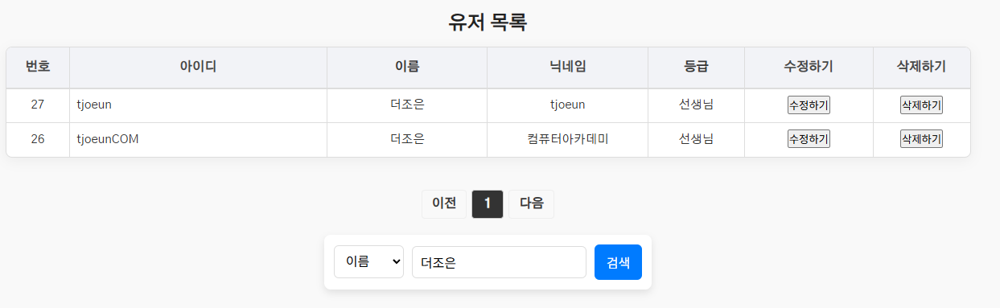 유저 목록
번호 아이디 이름 닉네임 등급 수정하기 삭제하기
27 tjoeun 더조은 tjoeun 선생님 수정하기 삭제하기
26 tjoeunCOM 더조은 컴퓨터아카데미 선생님 수정하기 삭제하기
이전 1 다음
이름 더조은 검색